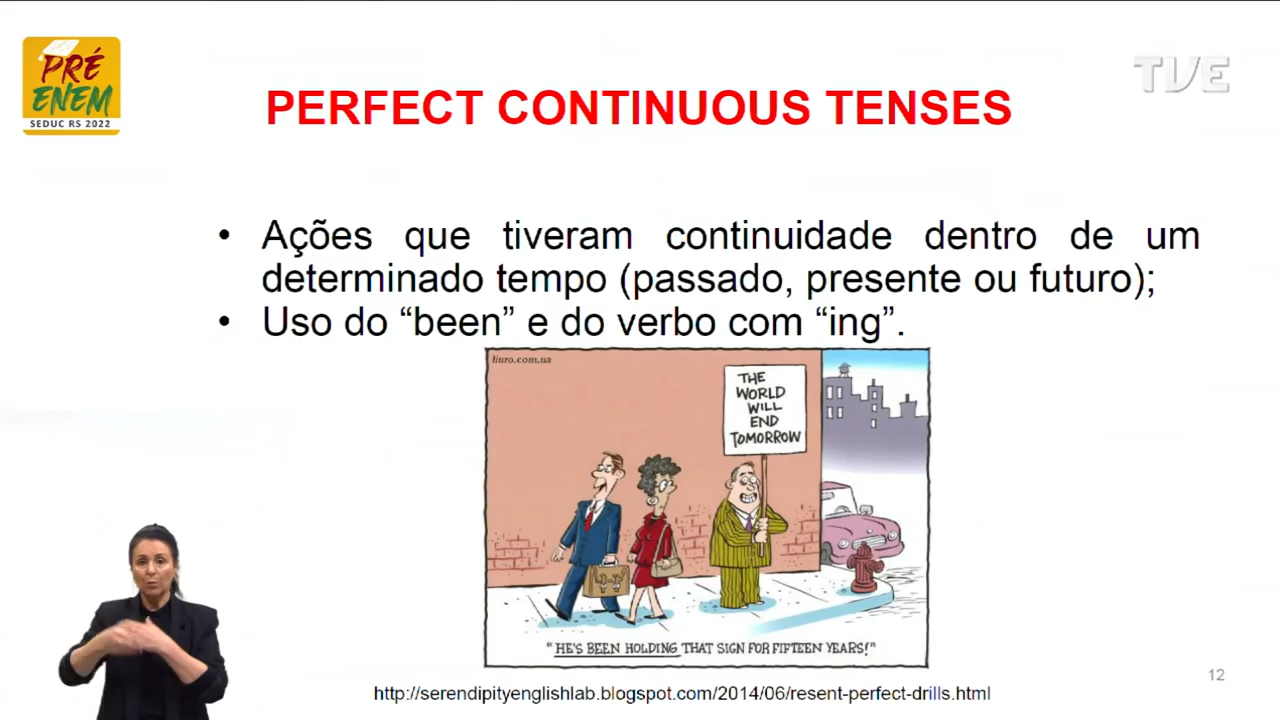 PRÉ
ENEM
SEDUC RS 2022
TVE
PERFECT CONTINUOUS TENSES
• Ações que tiveram continuidade dentro de um
determinado tempo (passado, presente ou futuro);
• Uso do “been” e do verbo com “ing”.
liuro.com.ua
THE
WORLD
WILL
END
TOMORROW
"HE'S BEEN HOLDING THAT SIGN FOR FIFTEEN YEARS!"
http://serendipityenglishlab.blogspot.com/2014/06/resent-perfect-drills.html
12